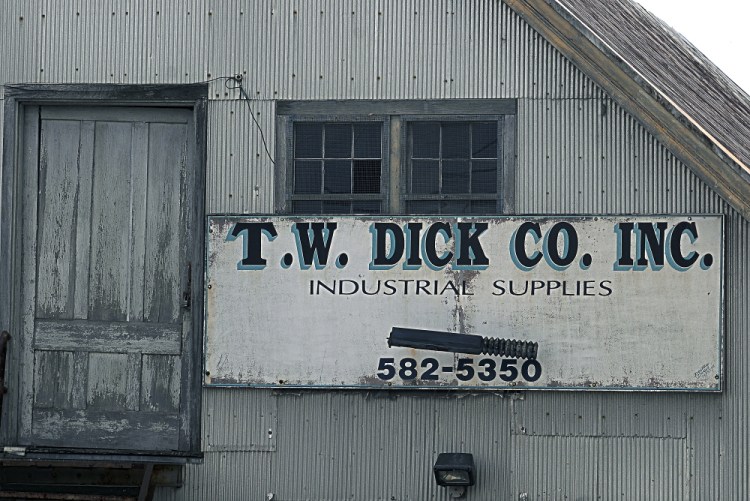 T.W. DICK CO. INC.
INDUSTRIAL SUPPLIES
582-5350